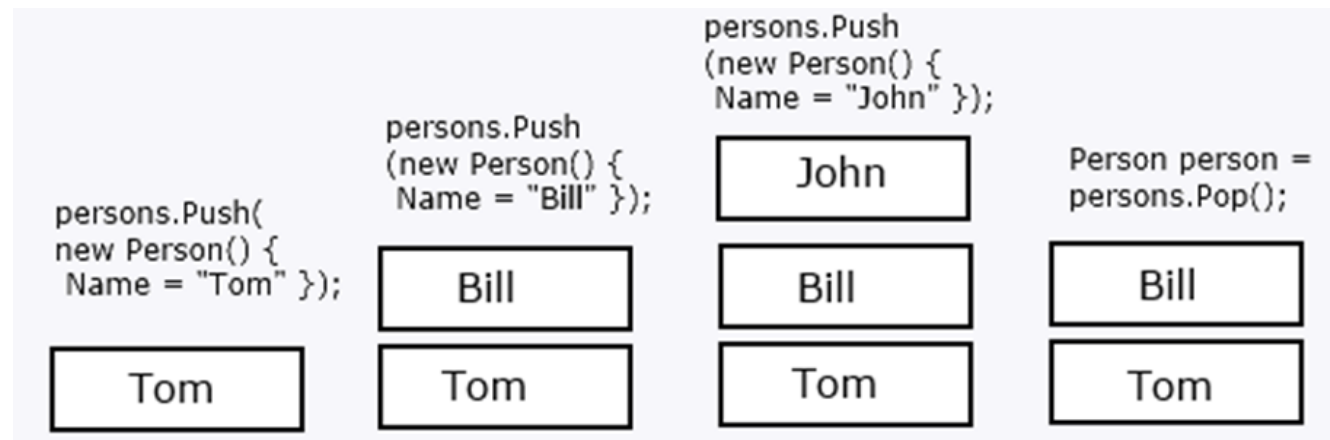 persons.Push(
new Person() {
Name = "Tom" });
Tom
persons.Push
(new Person() {
Name = "Bill" });
Bill
Tom
persons.Push
(new Person() {
Name = "John" });
John
Bill
Tom
Person person =
persons.Pop();
Bill
Tom